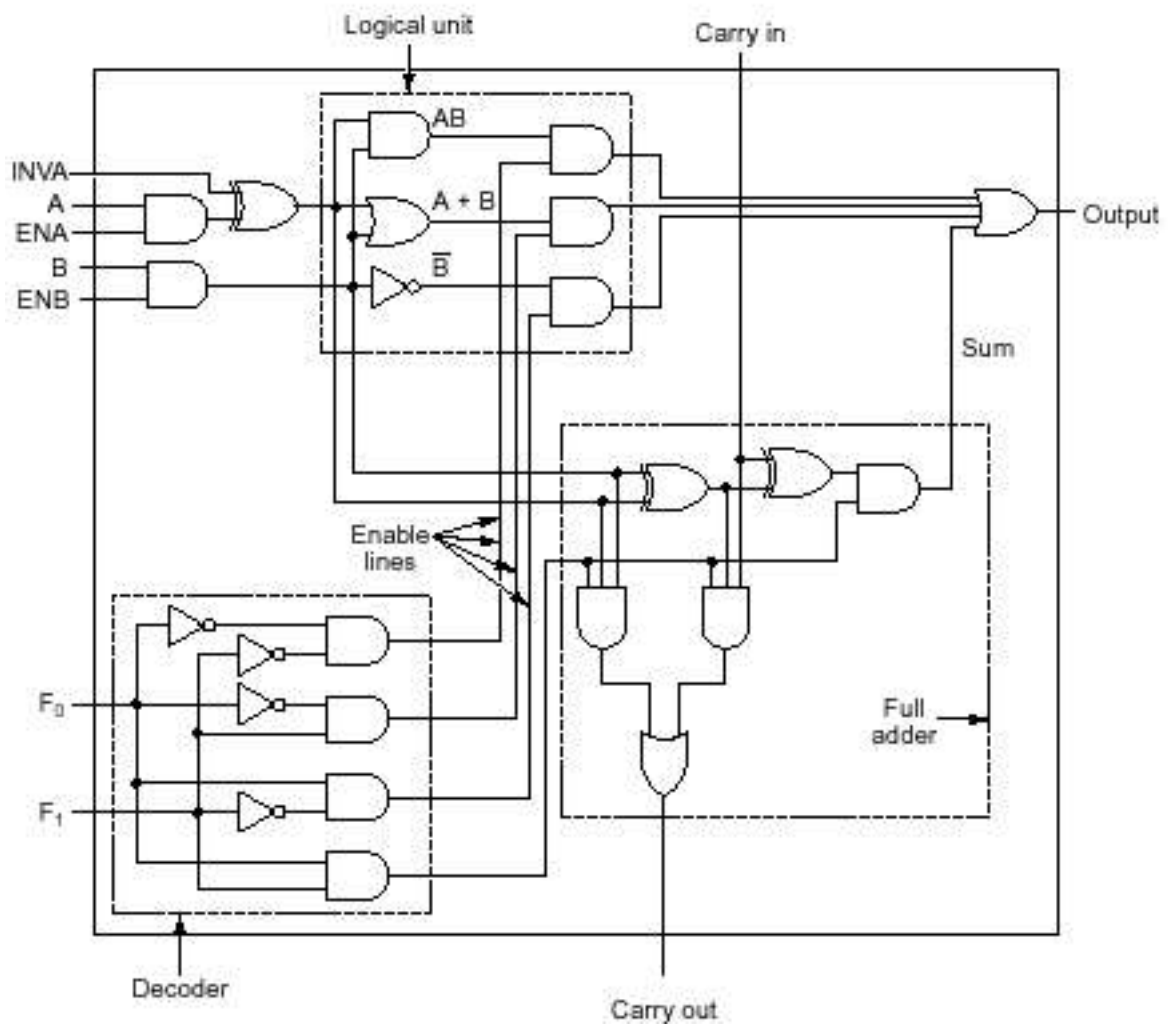 Logical unit
Carry in
INVA
A
ENA
B
ENB
AB
A + B
B̅
Output
Sum
Enable
lines
F₀
F₁
Full
adder
Decoder
Carry out